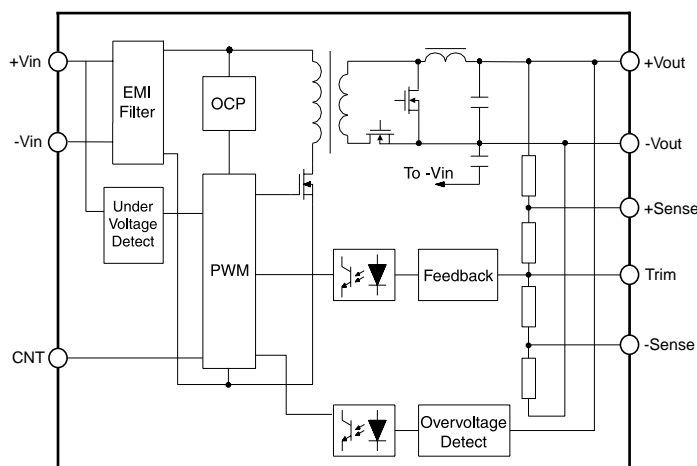 +Vin
EMI
Filter
OCP
+Vout
-Vin
-Vout
To -Vin
Under
Voltage
Detect
+Sense
PWM
Feedback
Trim
CNT
-Sense
Overvoltage
Detect